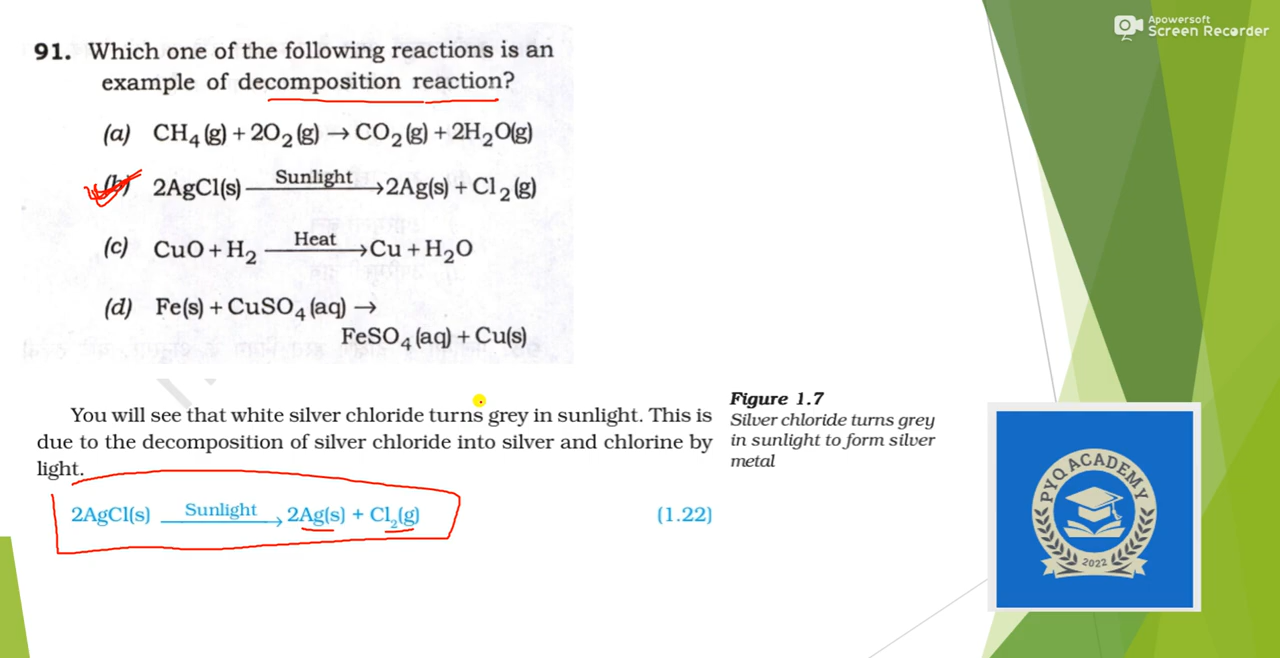 Apowersoft
Screen Recorder
91. Which one of the following reactions is an
example of decomposition reaction?
(a) CH₄(g) + 2O₂(g) → CO₂(g) + 2H₂O(g)
(b) 2AgCl(s) —Sunlight→ 2Ag(s) + Cl₂(g)
(c) CuO + H₂ —Heat→ Cu + H₂O
(d) Fe(s) + CuSO₄(aq) →
FeSO₄(aq) + Cu(s)
You will see that white silver chloride turns grey in sunlight. This is
due to the decomposition of silver chloride into silver and chlorine by
light.
2AgCl(s) —Sunlight→ 2Ag(s) + Cl₂(g) (1.22)
Figure 1.7
Silver chloride turns grey
in sunlight to form silver
metal
PYQ ACADEMY
2022